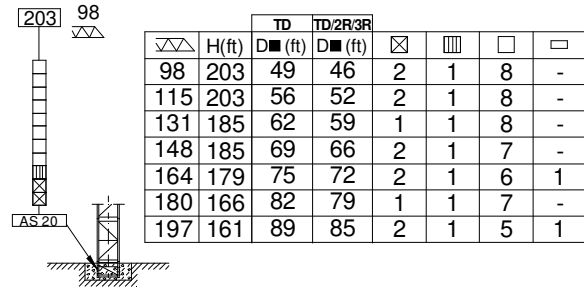 203 98
TD TD/2R/3R
H(ft) D■ (ft) D■ (ft)
98 203 49 46 2 1 8 -
115 203 56 52 2 1 8 -
131 185 62 59 1 1 8 -
148 185 69 66 2 1 7 -
164 179 75 72 2 1 6 1
180 166 82 79 1 1 7 -
197 161 89 85 2 1 5 1
AS 20